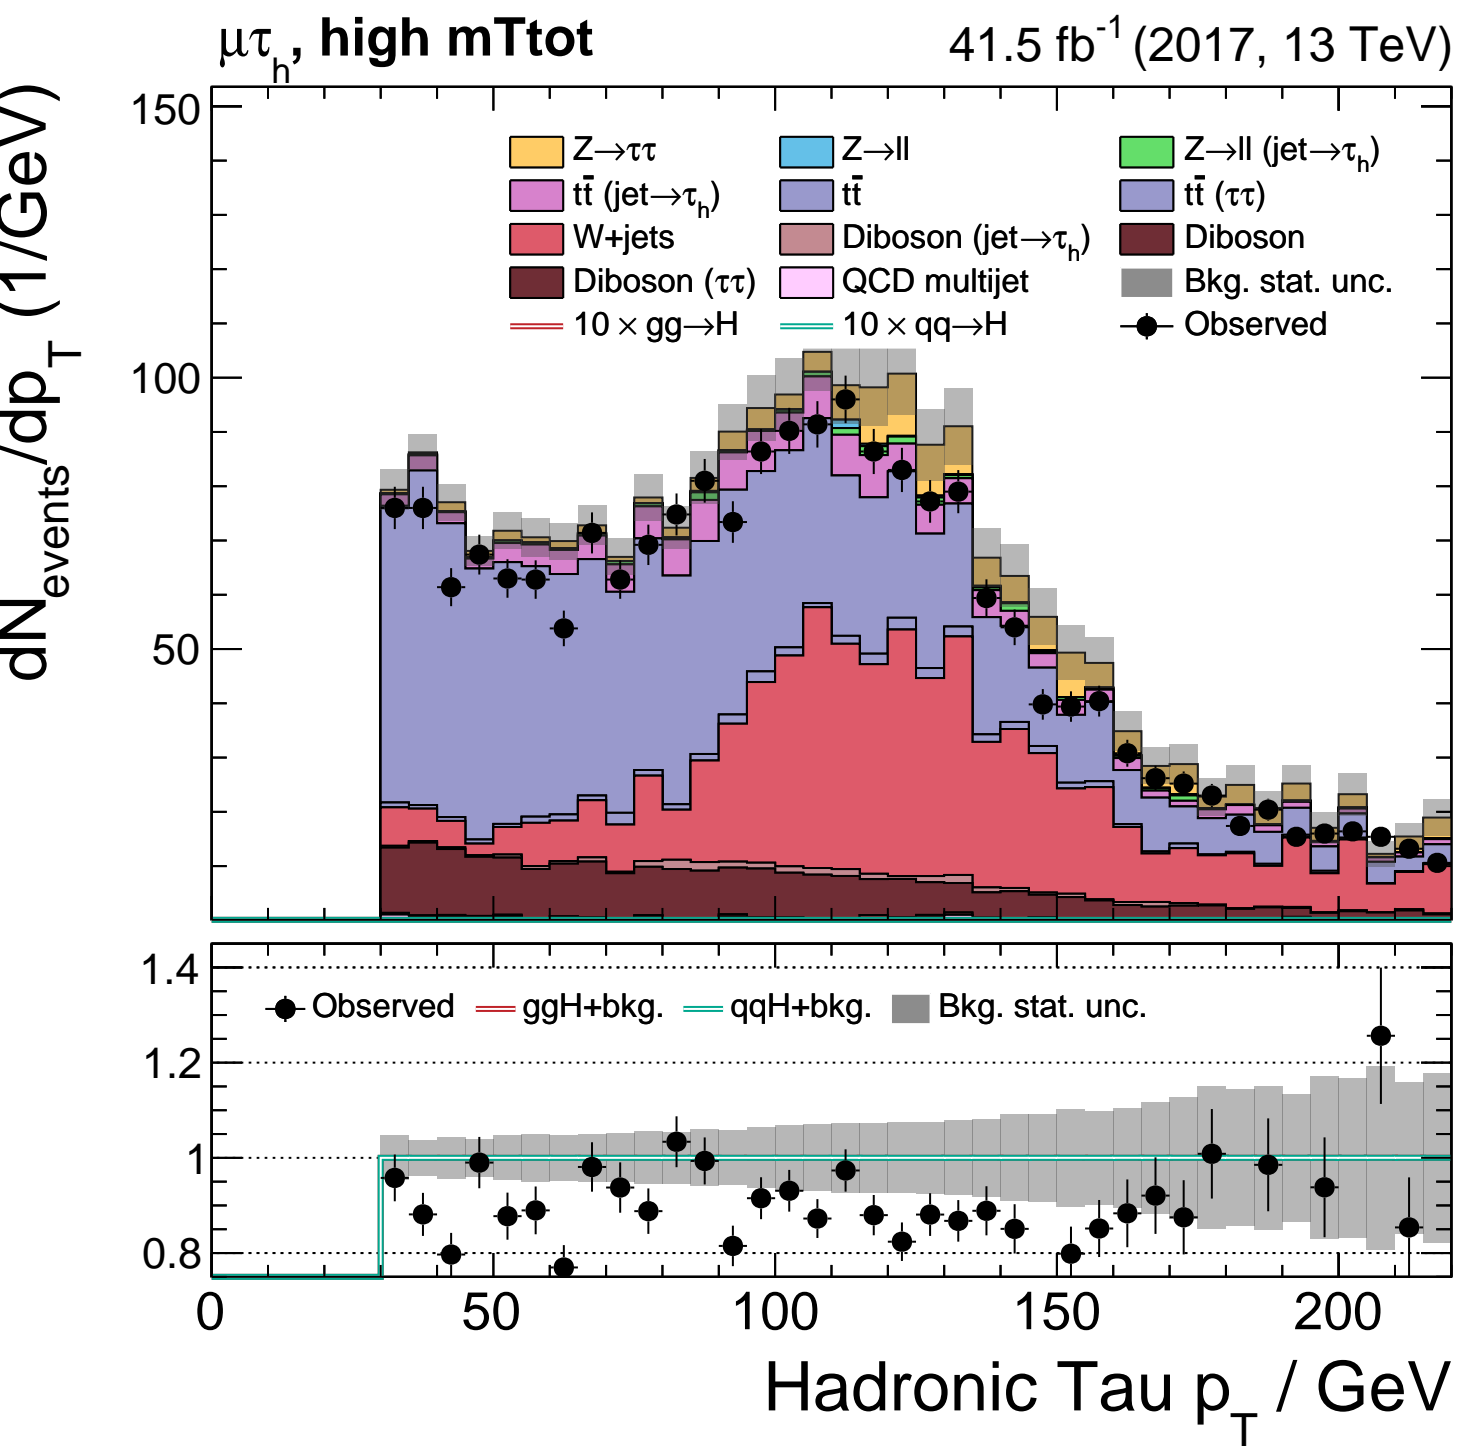 μτh, high mTtot
41.5 fb-1 (2017, 13 TeV)
dNevents/dpT (1/GeV)
150
100
50
Z→ττ Z→ll Z→ll (jet→τh)
tt̄ (jet→τh) tt̄ tt̄ (ττ)
W+jets Diboson (jet→τh) Diboson
Diboson (ττ) QCD multijet Bkg. stat. unc.
10 × gg→H 10 × qq→H Observed
1.4
1.2
1
0.8
Observed ggH+bkg. qqH+bkg. Bkg. stat. unc.
0 50 100 150 200
Hadronic Tau pT / GeV